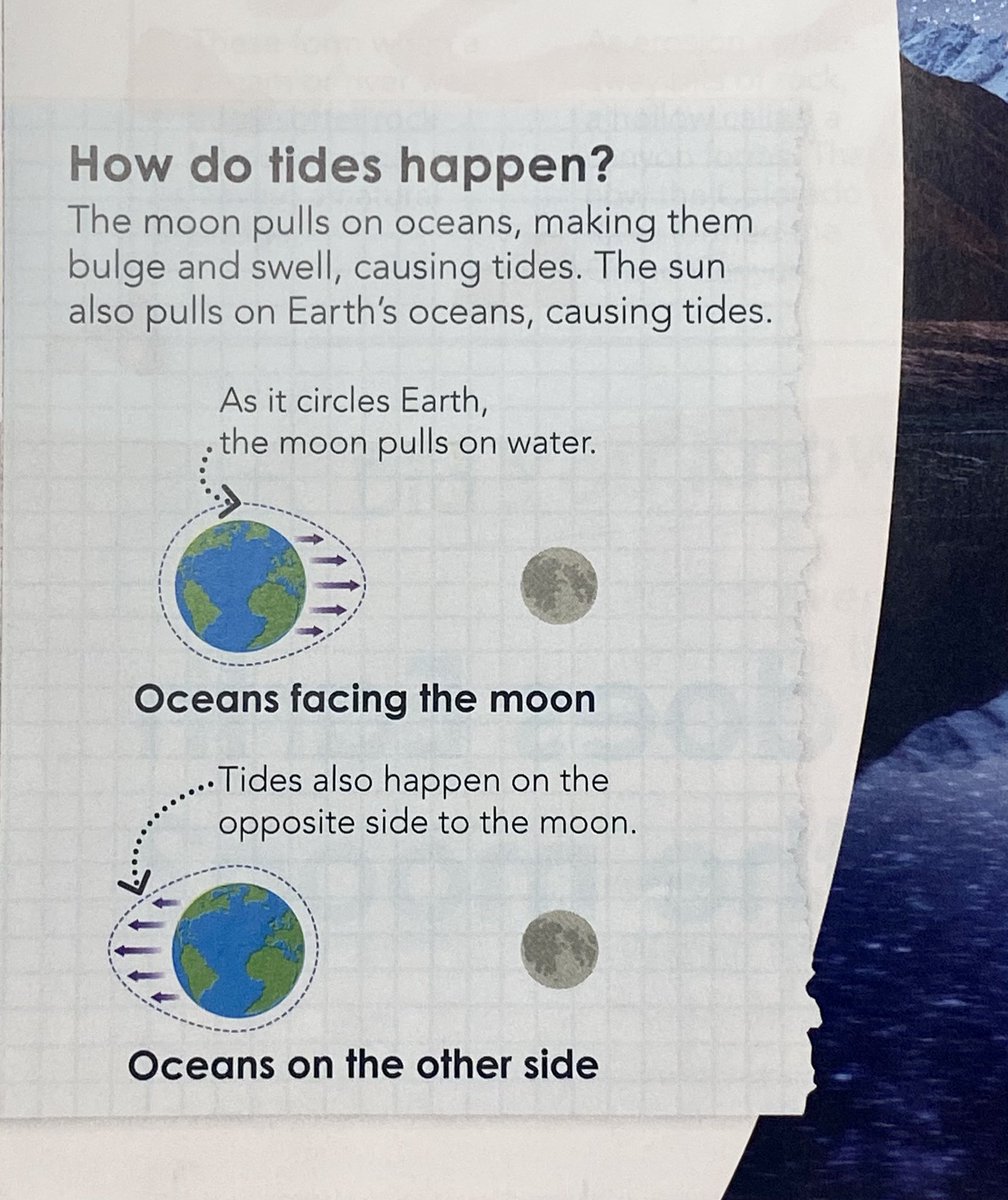 How do tides happen?
The moon pulls on oceans, making them
bulge and swell, causing tides. The sun
also pulls on Earth's oceans, causing tides.
As it circles Earth,
the moon pulls on water.
Oceans facing the moon
Tides also happen on the
opposite side to the moon.
Oceans on the other side